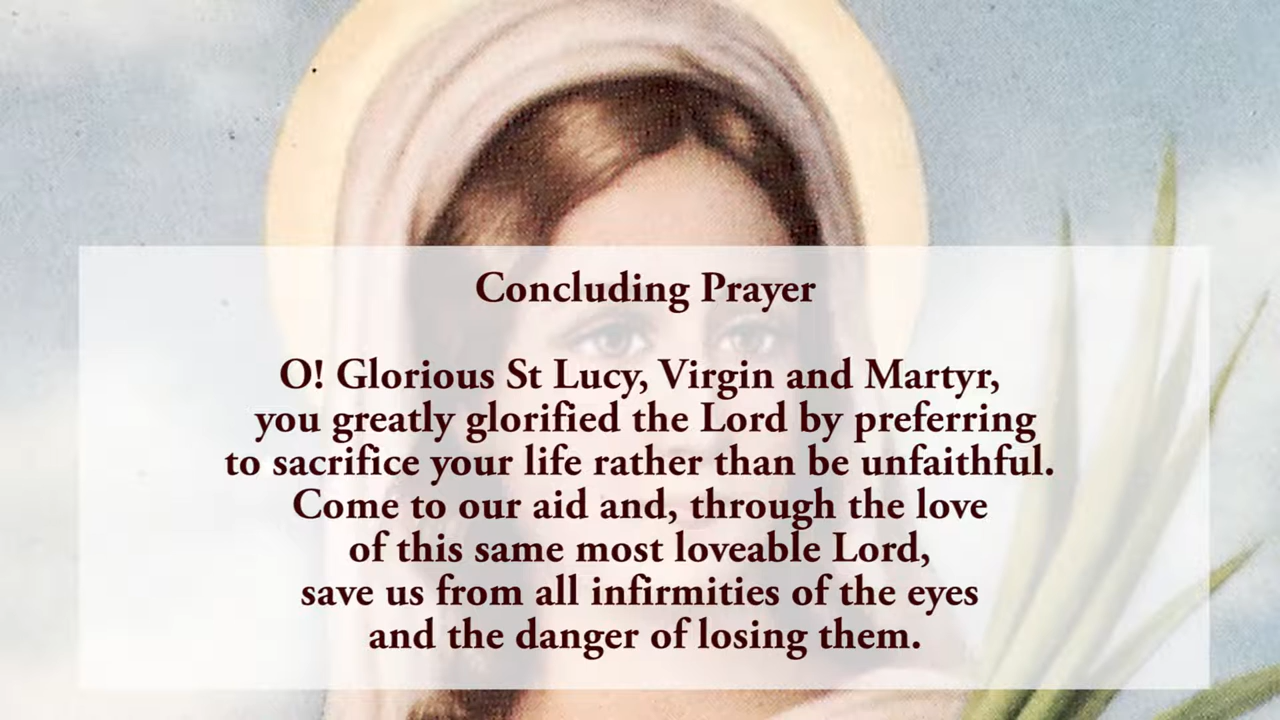 Concluding Prayer
O! Glorious St Lucy, Virgin and Martyr,
you greatly glorified the Lord by preferring
to sacrifice your life rather than be unfaithful.
Come to our aid and, through the love
of this same most loveable Lord,
save us from all infirmities of the eyes
and the danger of losing them.